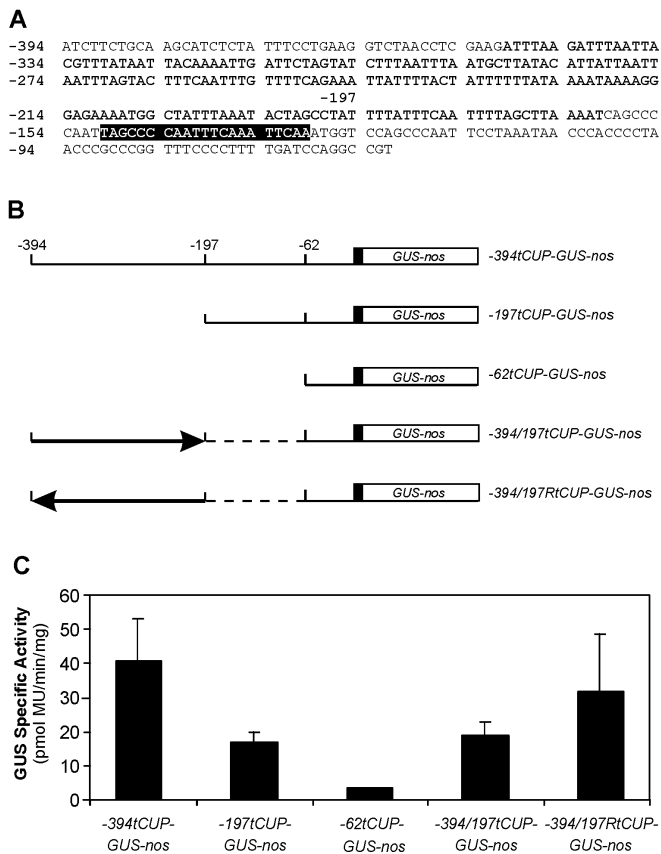 A
-394 ATCTTCTGCA AGCATCTCTA TTTCCTGAAG GTCTAACCTC GAAGATTTAA GATTTAATTA
-334 CGTTTATAAT TACAAAATTG ATTCTAGTAT CTTTAATTTA ATGCTTATAC ATTATTAATT
-274 AATTTAGTAC TTTCAATTTG TTTTCAGAAA TTATTTTACT ATTTTTTATA AAATAAAAGG
-197
-214 GAGAAAATGG CTATTTAAAT ACTAGCCTAT TTTATTTCAA TTTTAGCTTA AAATCAGCCC
-154 CAATTAGCCC CAATTTCAAA TTCAAATGGT CCAGCCCAAT TCCTAAATAA CCCACCCCTA
-94 ACCCGCCCGG TTTCCCCTTT TGATCCAGGC CGT
B
-394 -197 -62
GUS-nos -394tCUP-GUS-nos
GUS-nos -197tCUP-GUS-nos
GUS-nos -62tCUP-GUS-nos
GUS-nos -394/197tCUP-GUS-nos
GUS-nos -394/197RtCUP-GUS-nos
C
GUS Specific Activity
(pmol MU/min/mg)
60
50
40
30
20
10
0
-394tCUP- -197tCUP- -62tCUP- -394/197tCUP- -394/197RtCUP-
GUS-nos GUS-nos GUS-nos GUS-nos GUS-nos